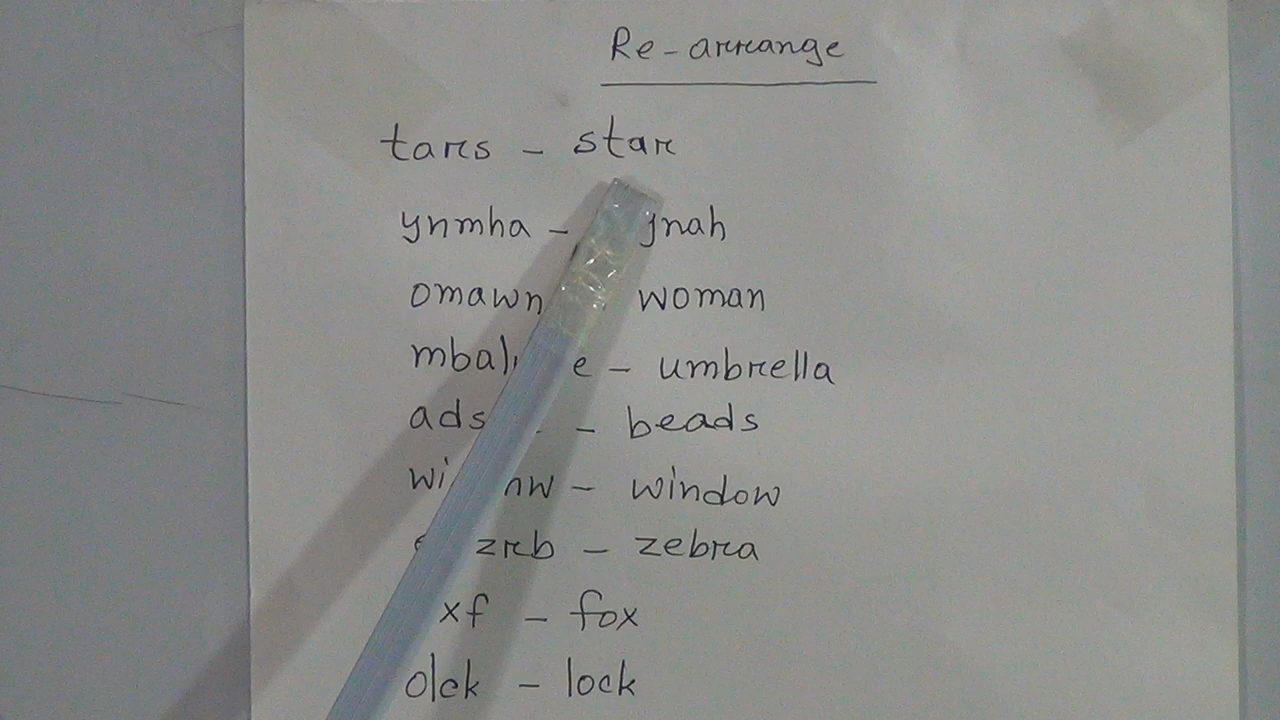 Re-arrange
tars - star
ynmha -
omawn woman
- umbrella
- beads
- window
- zebra
- fox
olck - lock